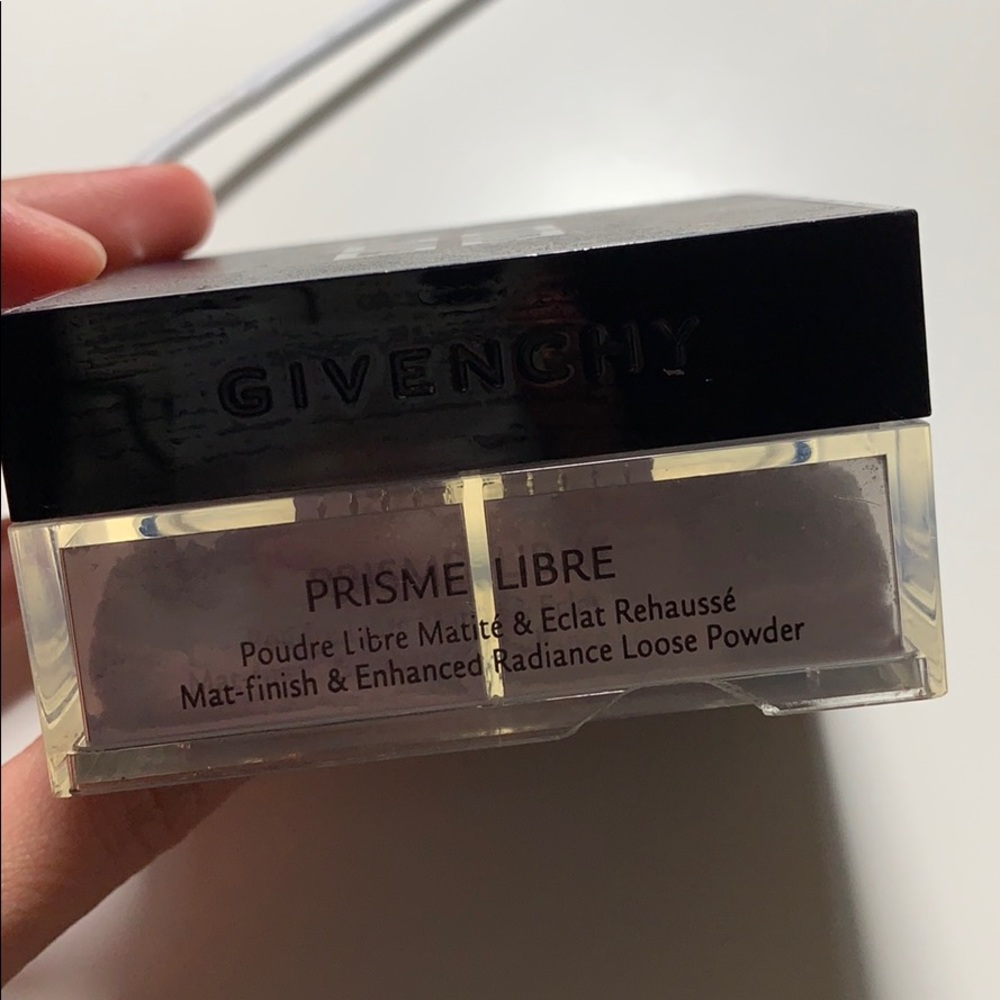 GIVENCHY
PRISME LIBRE
Poudre Libre Matité & Eclat Rehaussé
Mat-finish & Enhanced Radiance Loose Powder